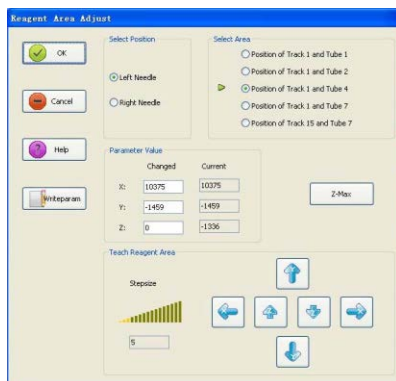 Reagent Area Adjust
OK
Cancel
Help
Writeparam
Select Position
Left Needle
Right Needle
Select Area
Position of Track 1 and Tube 1
Position of Track 1 and Tube 2
Position of Track 1 and Tube 4
Position of Track 1 and Tube 7
Position of Track 15 and Tube 7
Parameter Value
Changed Current
X: 10375 10375
Y: -1459 -1459
Z: 0 -1336
Z-Max
Teach Reagent Area
Stepsize
5